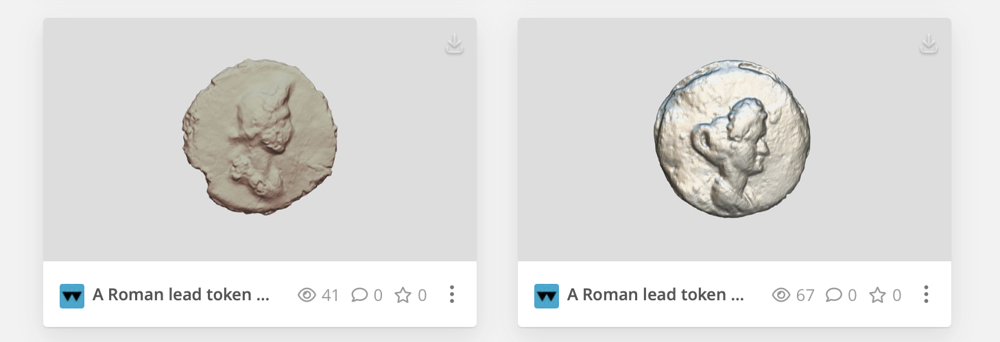 A Roman lead token ... 41 0 0
A Roman lead token ... 67 0 0